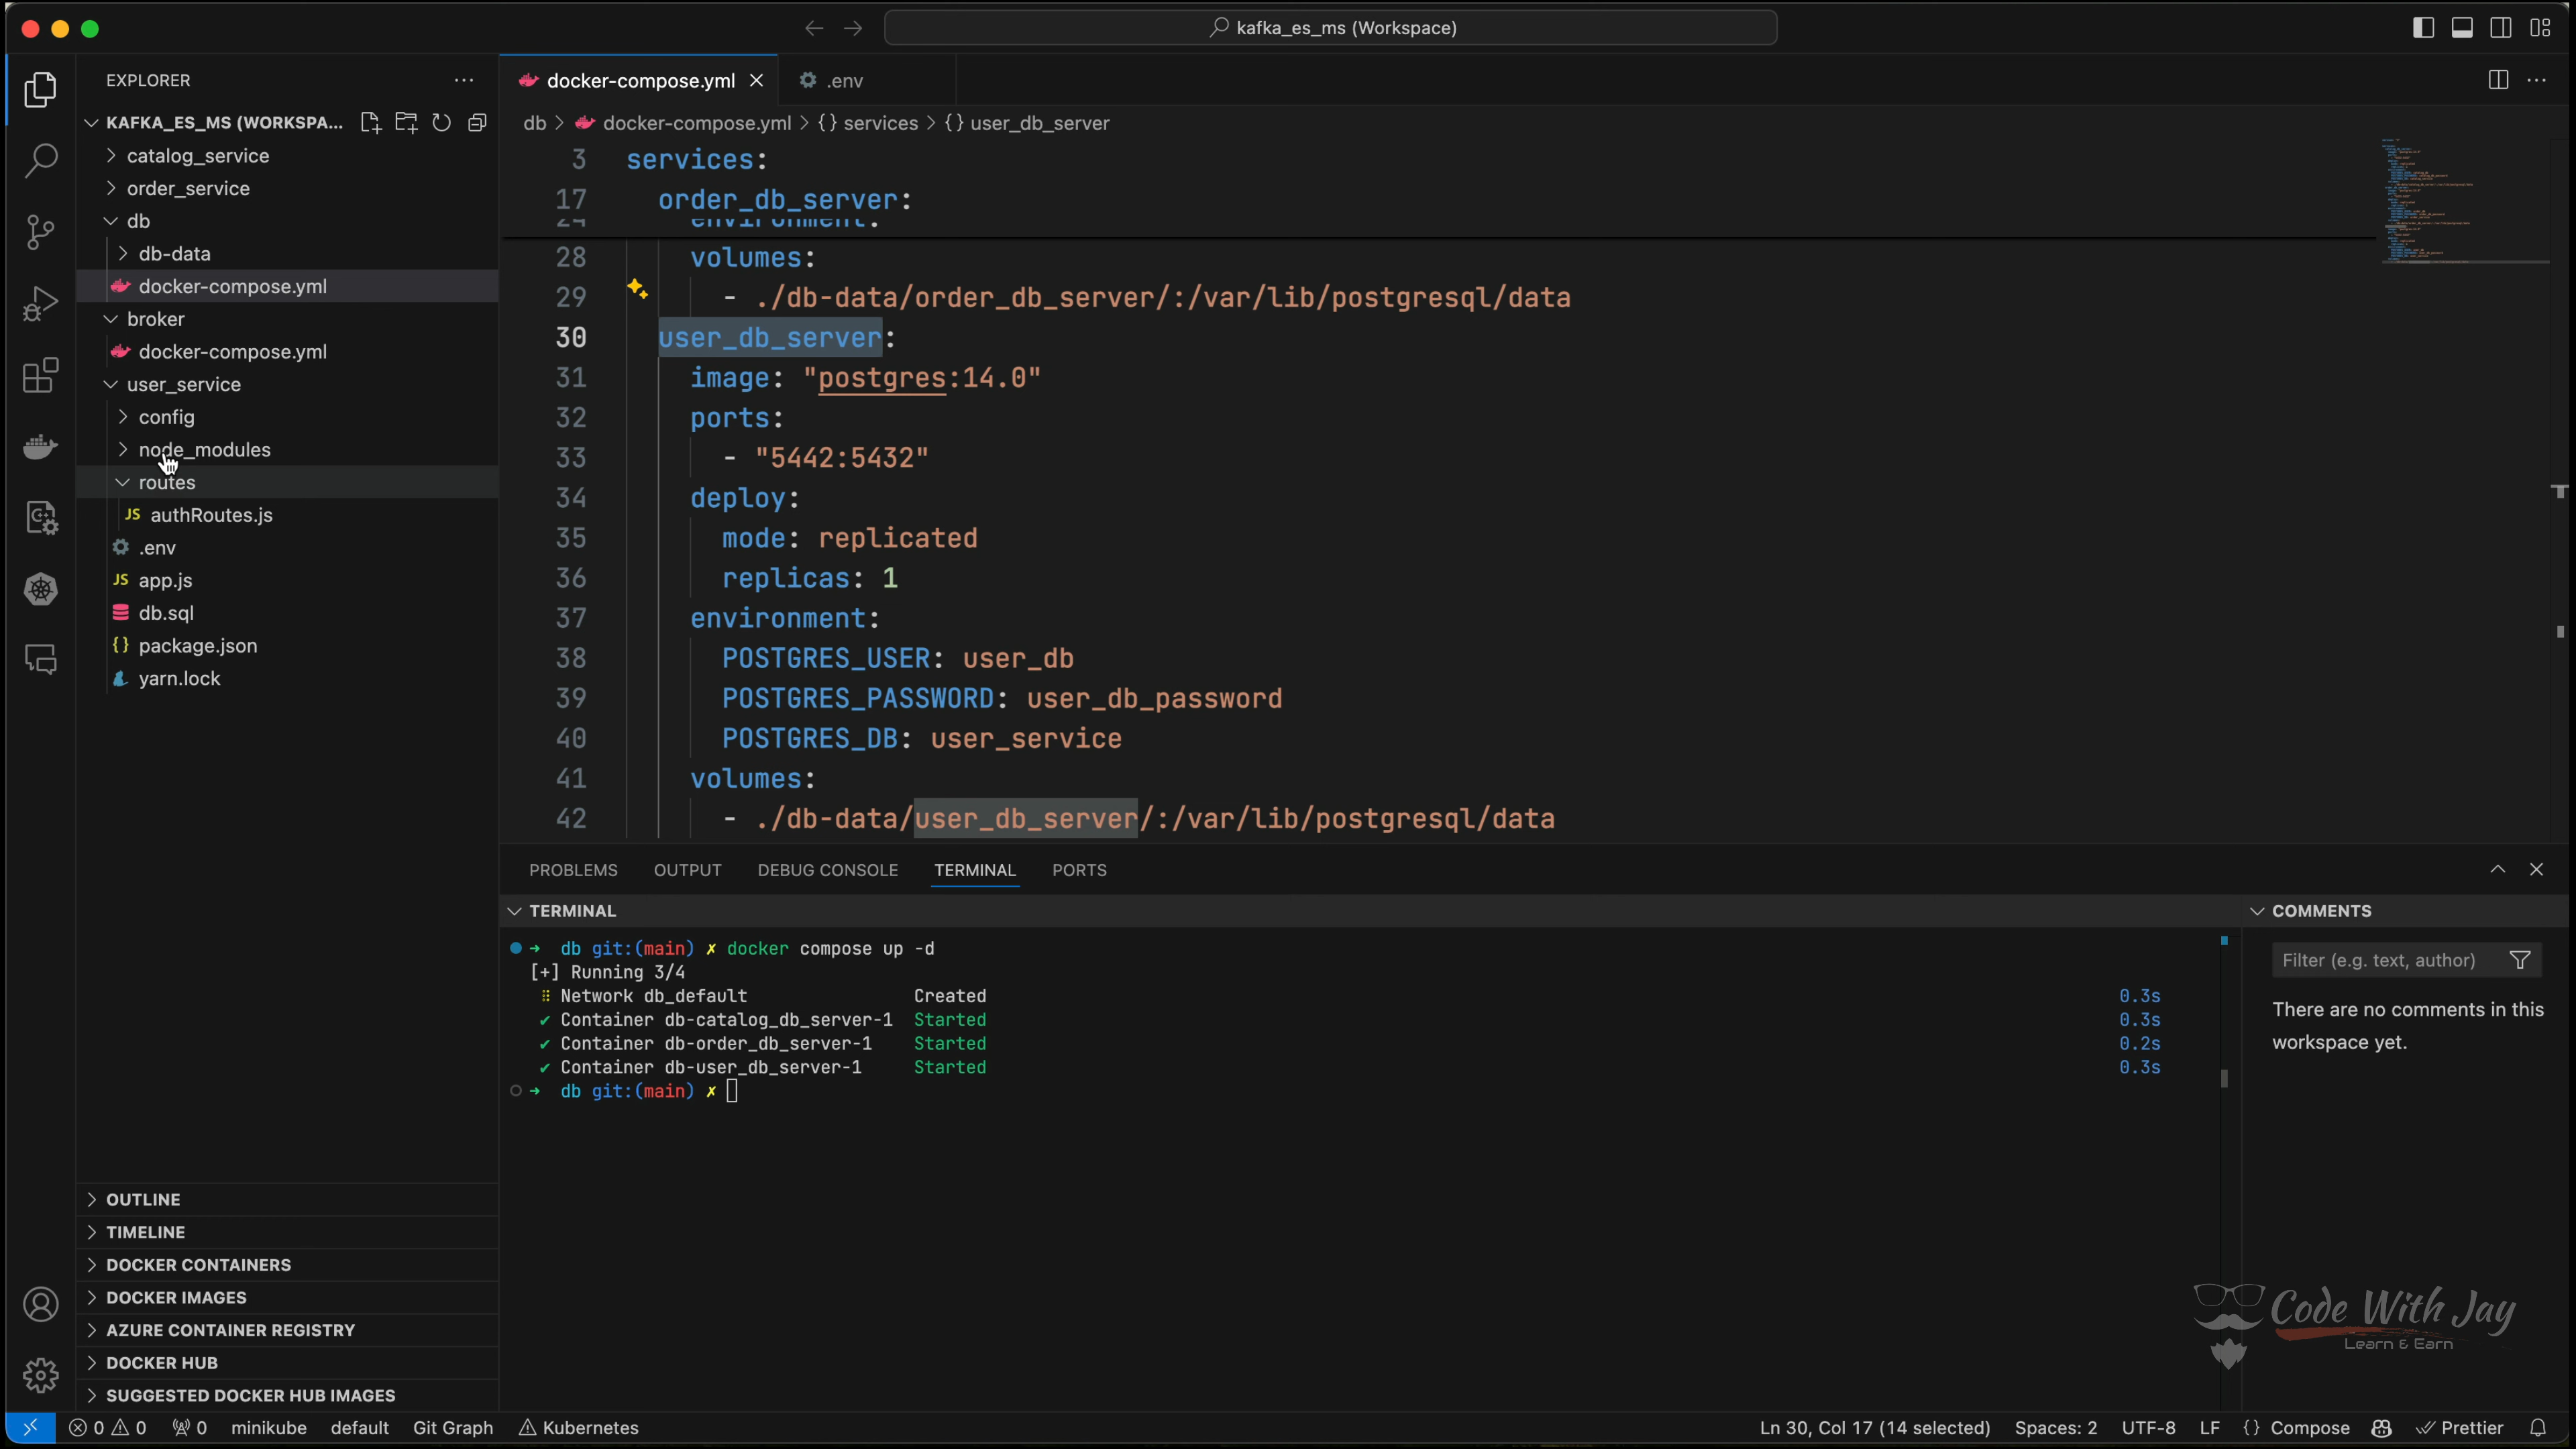 kafka_es_ms (Workspace)
EXPLORER
docker-compose.yml
.env
KAFKA_ES_MS (WORKSPA...
db > docker-compose.yml > {} services > {} user_db_server
catalog_service
order_service
db
db-data
docker-compose.yml
broker
docker-compose.yml
user_service
config
node_modules
routes
JS authRoutes.js
.env
JS app.js
db.sql
{} package.json
yarn.lock
OUTLINE
TIMELINE
DOCKER CONTAINERS
DOCKER IMAGES
AZURE CONTAINER REGISTRY
DOCKER HUB
SUGGESTED DOCKER HUB IMAGES
3 services:
17 order_db_server:
24 environment:
28 volumes:
29 - ./db-data/order_db_server/:/var/lib/postgresql/data
30 user_db_server:
31 image: "postgres:14.0"
32 ports:
33 - "5442:5432"
34 deploy:
35 mode: replicated
36 replicas: 1
37 environment:
38 POSTGRES_USER: user_db
39 POSTGRES_PASSWORD: user_db_password
40 POSTGRES_DB: user_service
41 volumes:
42 - ./db-data/user_db_server/:/var/lib/postgresql/data
PROBLEMS OUTPUT DEBUG CONSOLE TERMINAL PORTS
TERMINAL
➜ db git:(main) ✗ docker compose up -d
[+] Running 3/4
⠿ Network db_default Created 0.3s
✔ Container db-catalog_db_server-1 Started 0.3s
✔ Container db-order_db_server-1 Started 0.2s
✔ Container db-user_db_server-1 Started 0.3s
➜ db git:(main) ✗
COMMENTS
Filter (e.g. text, author)
There are no comments in this
workspace yet.
Code With Jay
Learn & Earn
0 0 0 minikube default Git Graph Kubernetes
Ln 30, Col 17 (14 selected) Spaces: 2 UTF-8 LF {} Compose Prettier